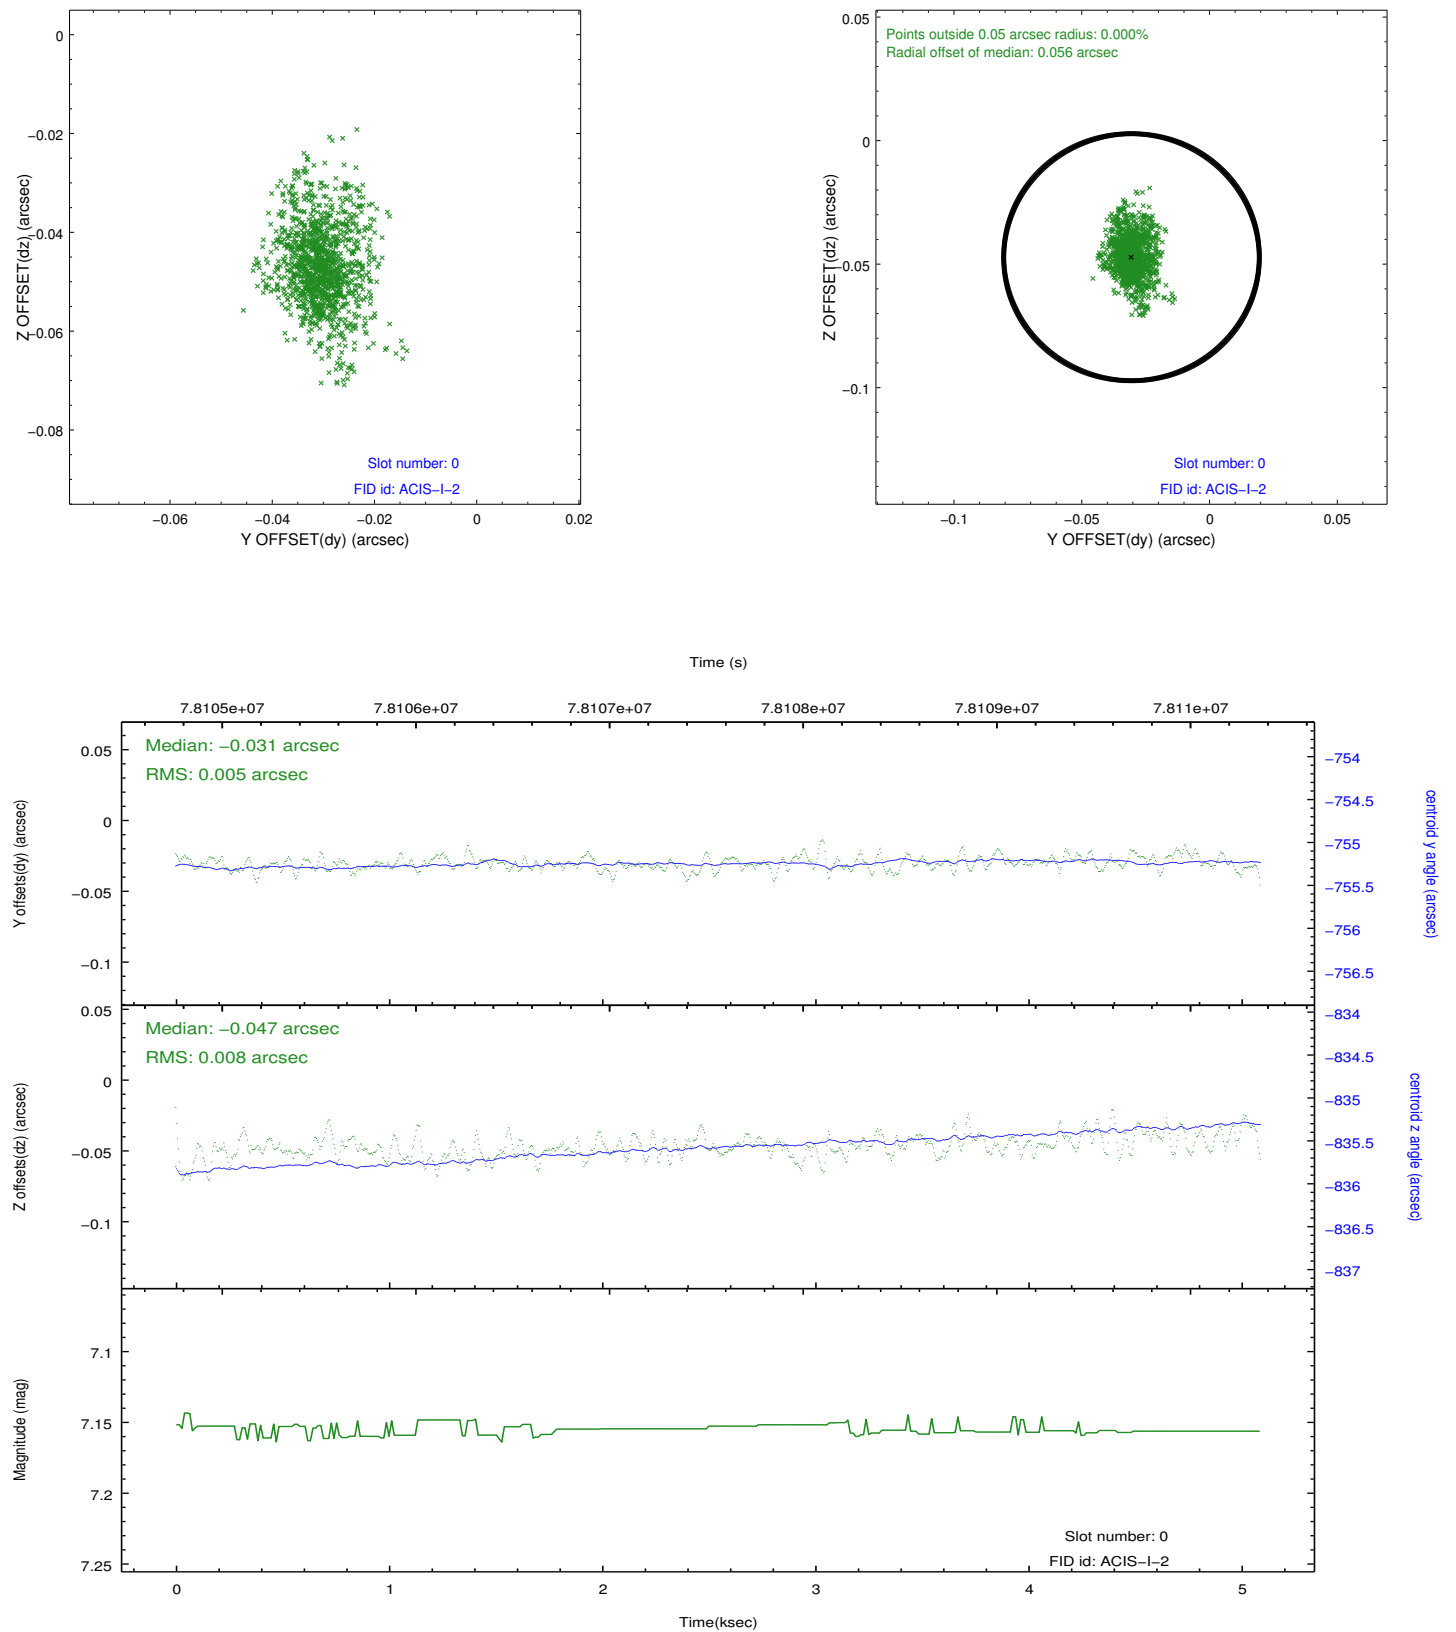 0
−0.02
−0.04
−0.06
−0.08
Z OFFSET(dz) (arcsec)
Slot number: 0
FID id: ACIS−I−2
−0.06
−0.04
−0.02
0
0.02
Y OFFSET(dy) (arcsec)
0.05
0
−0.05
−0.1
Z OFFSET(dz) (arcsec)
Points outside 0.05 arcsec radius: 0.000%
Radial offset of median: 0.056 arcsec
Slot number: 0
FID id: ACIS−I−2
−0.1
−0.05
0
0.05
Y OFFSET(dy) (arcsec)
Time (s)
7.8105e+07
7.8106e+07
7.8107e+07
7.8108e+07
7.8109e+07
7.811e+07
Median: −0.031 arcsec
RMS: 0.005 arcsec
0.05
0
−0.05
−0.1
Y offsets(dy) (arcsec)
−754
−754.5
−755
−755.5
−756
−756.5
centroid y angle (arcsec)
Median: −0.047 arcsec
RMS: 0.008 arcsec
0.05
0
−0.05
−0.1
Z offsets(dz) (arcsec)
−834
−834.5
−835
−835.5
−836
−836.5
−837
centroid z angle (arcsec)
7.1
7.15
7.2
7.25
Magnitude (mag)
Slot number: 0
FID id: ACIS−I−2
0
1
2
3
4
5
Time(ksec)